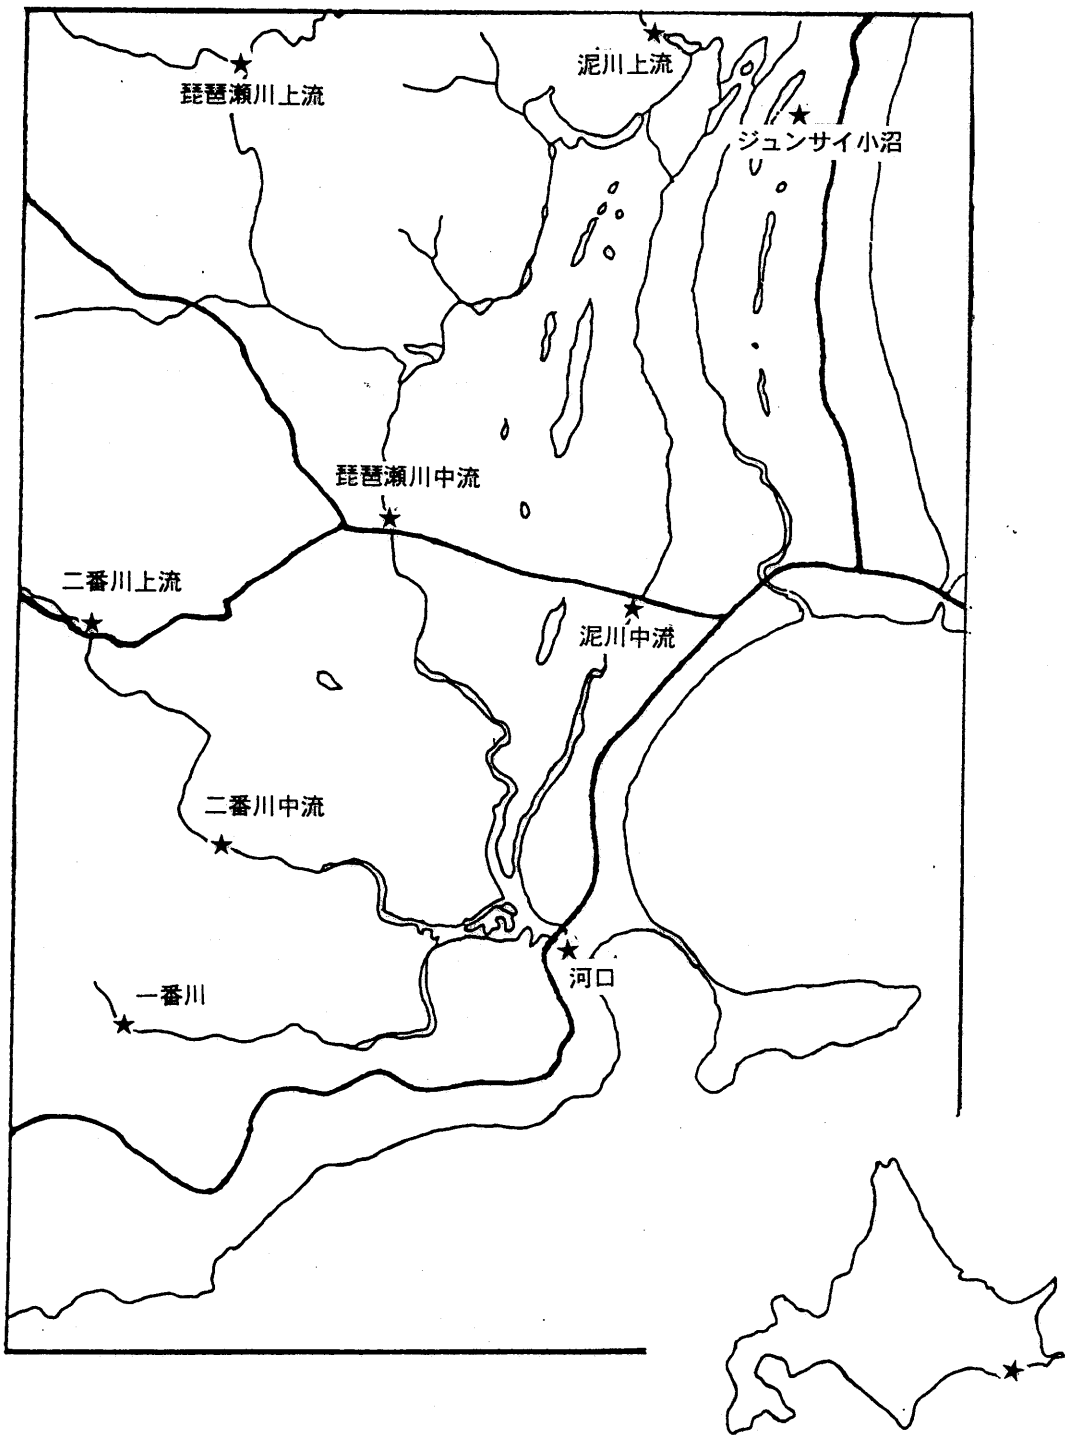 泥川上流
琵琶瀬川上流
ジュンサイ小沼
琵琶瀬川中流
二番川上流
泥川中流
二番川中流
河口
一番川